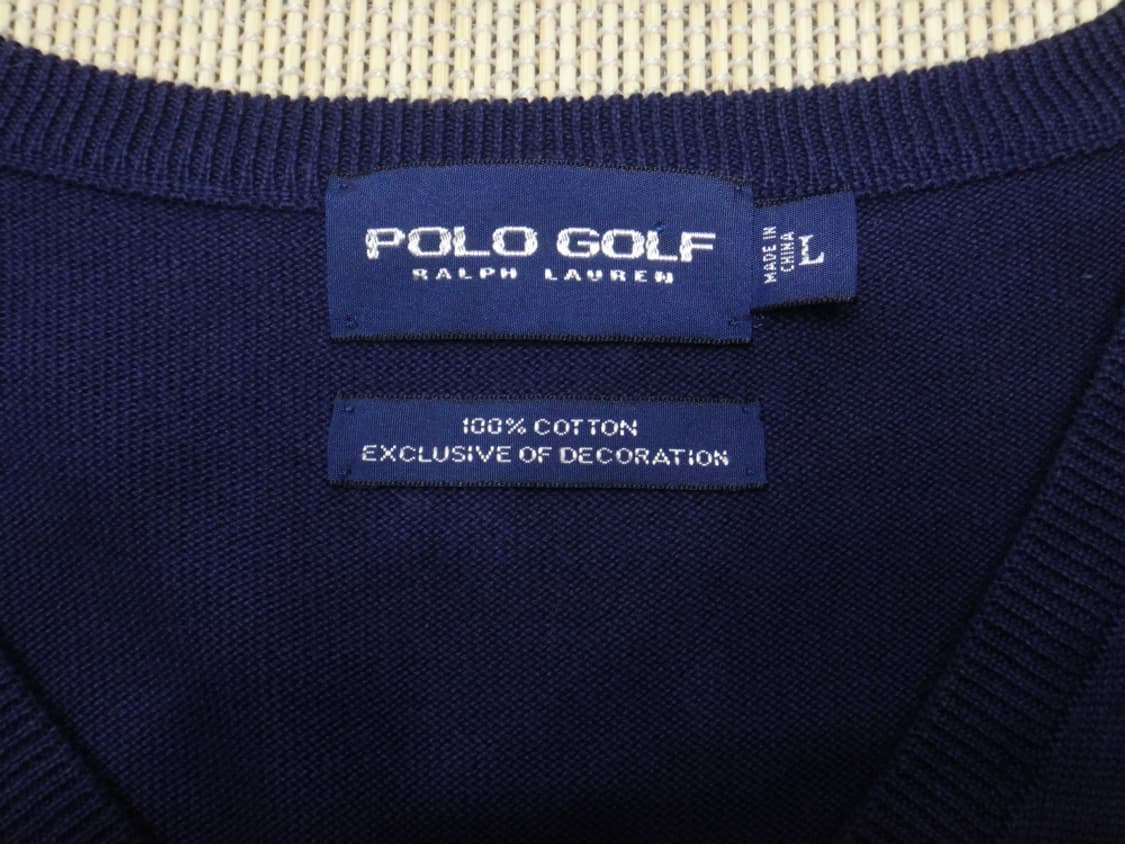 POLO GOLF
RALPH LAUREN
MADE IN
CHINA
L
100% COTTON
EXCLUSIVE OF DECORATION